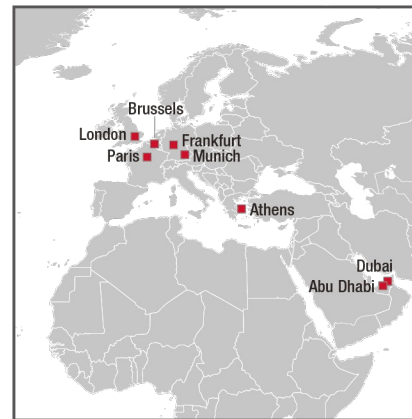 Brussels
London
Frankfurt
Paris
Munich
Athens
Dubai
Abu Dhabi